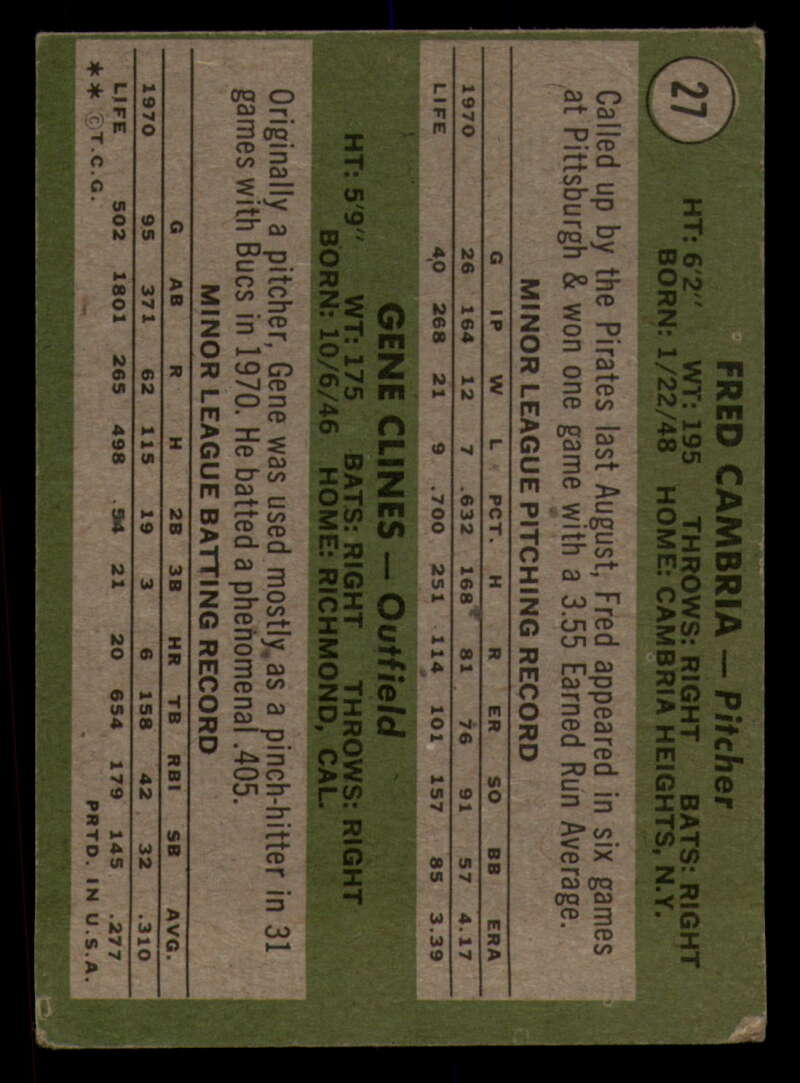 27
FRED CAMBRIA — Pitcher
HT: 6'2" WT: 195 THROWS: RIGHT BATS: RIGHT
BORN: 1/22/48 HOME: CAMBRIA HEIGHTS, N.Y.
Called up by the Pirates last August, Fred appeared in six games
at Pittsburgh & won one game with a 3.55 Earned Run Average.
MINOR LEAGUE PITCHING RECORD
G IP W L PCT. H R ER SO BB ERA
1970 26 164 12 7 .632 168 81 76 91 57 4.17
LIFE 40 268 21 9 .700 251 114 101 157 85 3.39
GENE CLINES — Outfield
HT: 5'9" WT: 175 BATS: RIGHT THROWS: RIGHT
BORN: 10/6/46 HOME: RICHMOND, CAL.
Originally a pitcher, Gene was used mostly as a pinch-hitter in 31
games with Bucs in 1970. He batted a phenomenal .405.
MINOR LEAGUE BATTING RECORD
G AB R H 2B 3B HR TB RBI SB AVG.
1970 95 371 62 115 19 3 6 158 42 32 .310
LIFE 502 1801 265 498 54 21 20 654 179 145 .277
** ©T.C.G. PRTD. IN U.S.A.